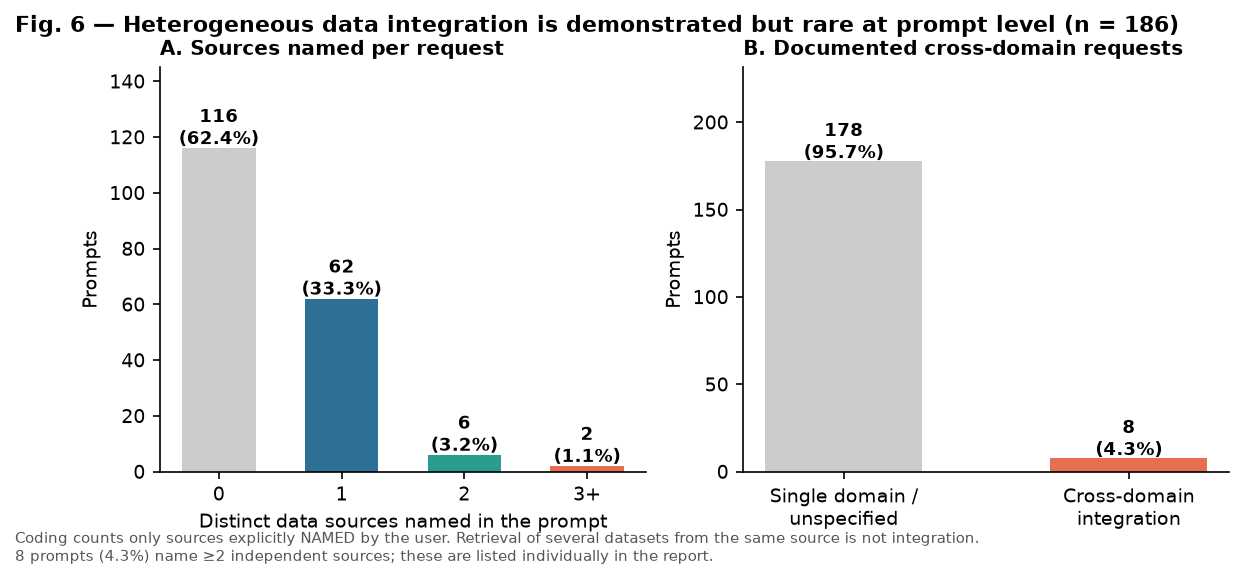 Fig. 6 — Heterogeneous data integration is demonstrated but rare at prompt level (n = 186)
A. Sources named per request
140
120
100
80
60
40
20
0
Prompts
116
(62.4%)
62
(33.3%)
6
(3.2%)
2
(1.1%)
0
1
2
3+
Distinct data sources named in the prompt
B. Documented cross-domain requests
200
150
100
50
0
Prompts
178
(95.7%)
8
(4.3%)
Single domain /
unspecified
Cross-domain
integration
Coding counts only sources explicitly NAMED by the user. Retrieval of several datasets from the same source is not integration.
8 prompts (4.3%) name ≥2 independent sources; these are listed individually in the report.